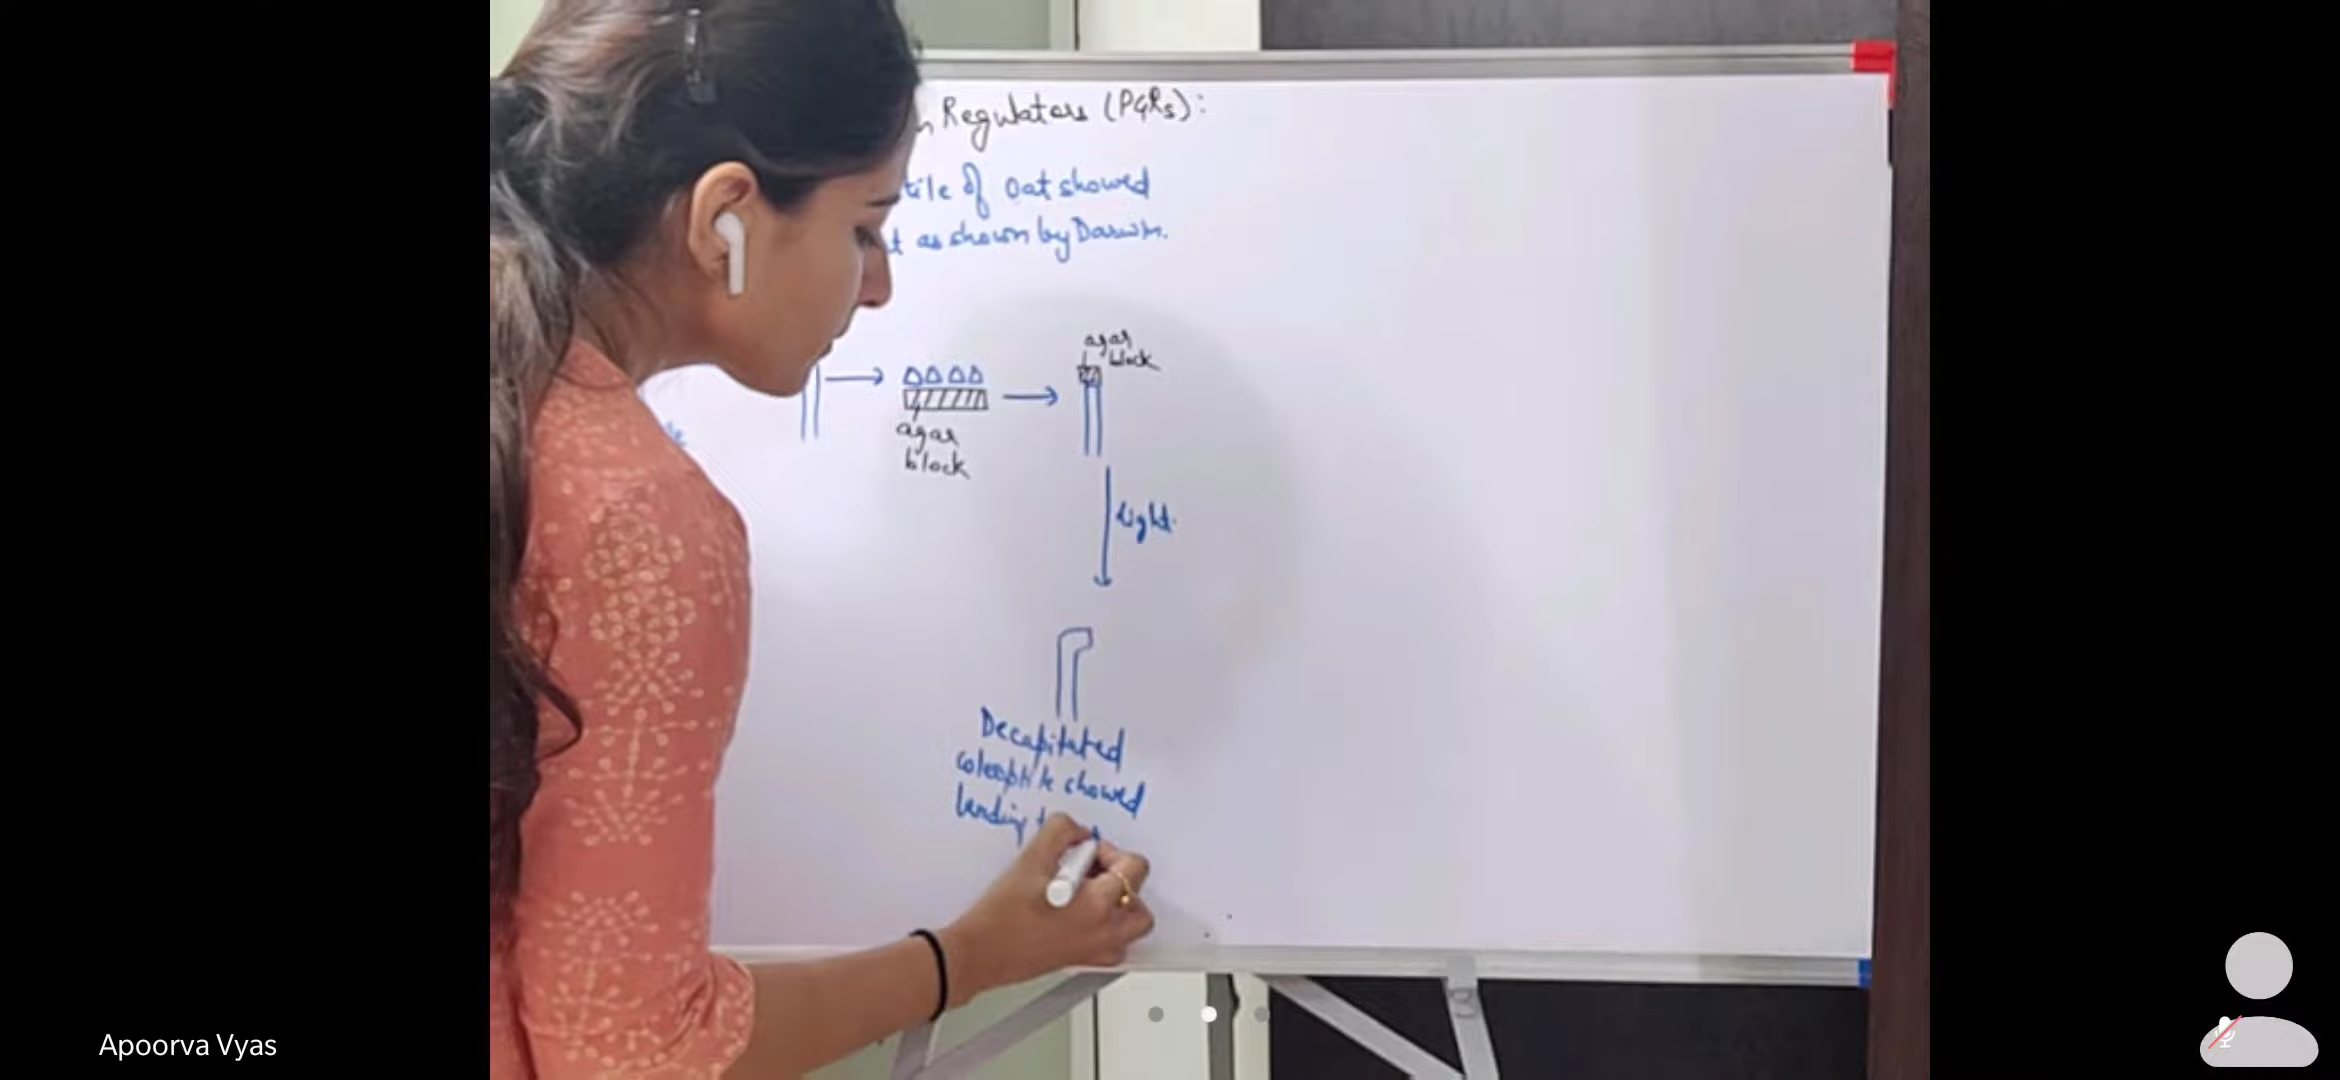 Regulators (PGRs):
tile of oat showed
t as shown by Darwin.
agar
block
agar
block
light.
Decapitated
coleoptile showed
bending
Apoorva Vyas